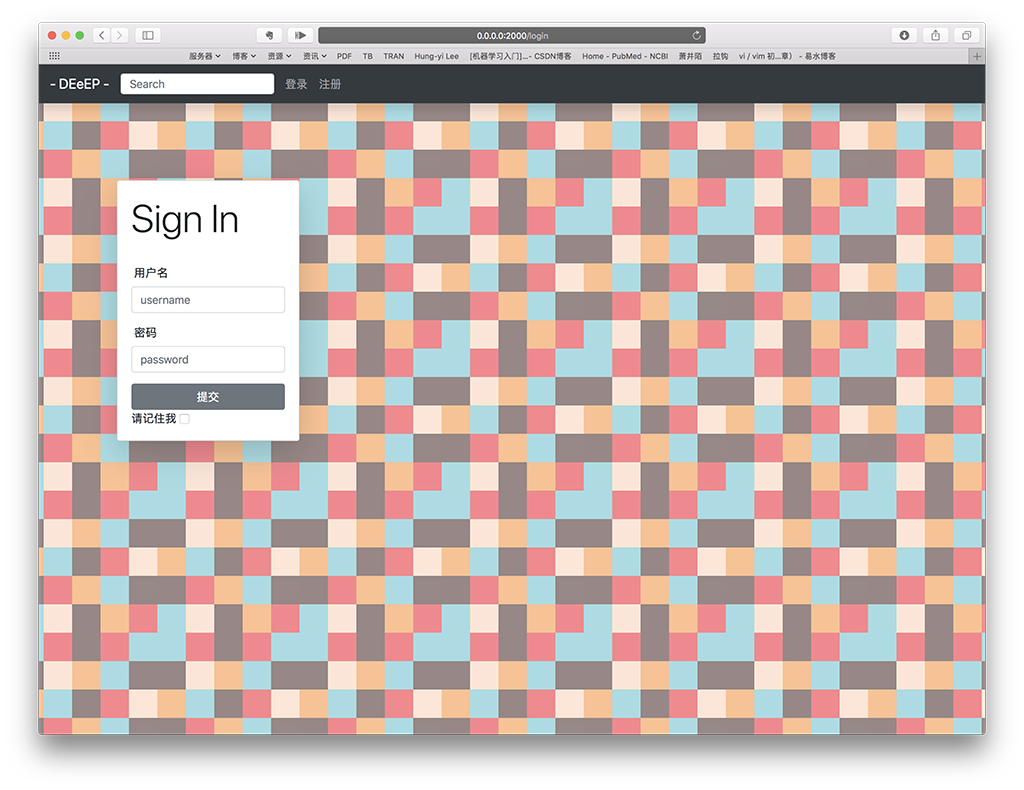 0.0.0.0:2000/login
服务器 博客 资源 资讯 PDF TB TRAN Hung-yi Lee [机器学习入门]...- CSDN博客 Home - PubMed - NCBI 萧井陌 拉钩 vi / vim 初...章） - 易水博客
- DEeEP - Search 登录 注册
Sign In
用户名
username
密码
password
提交
请记住我